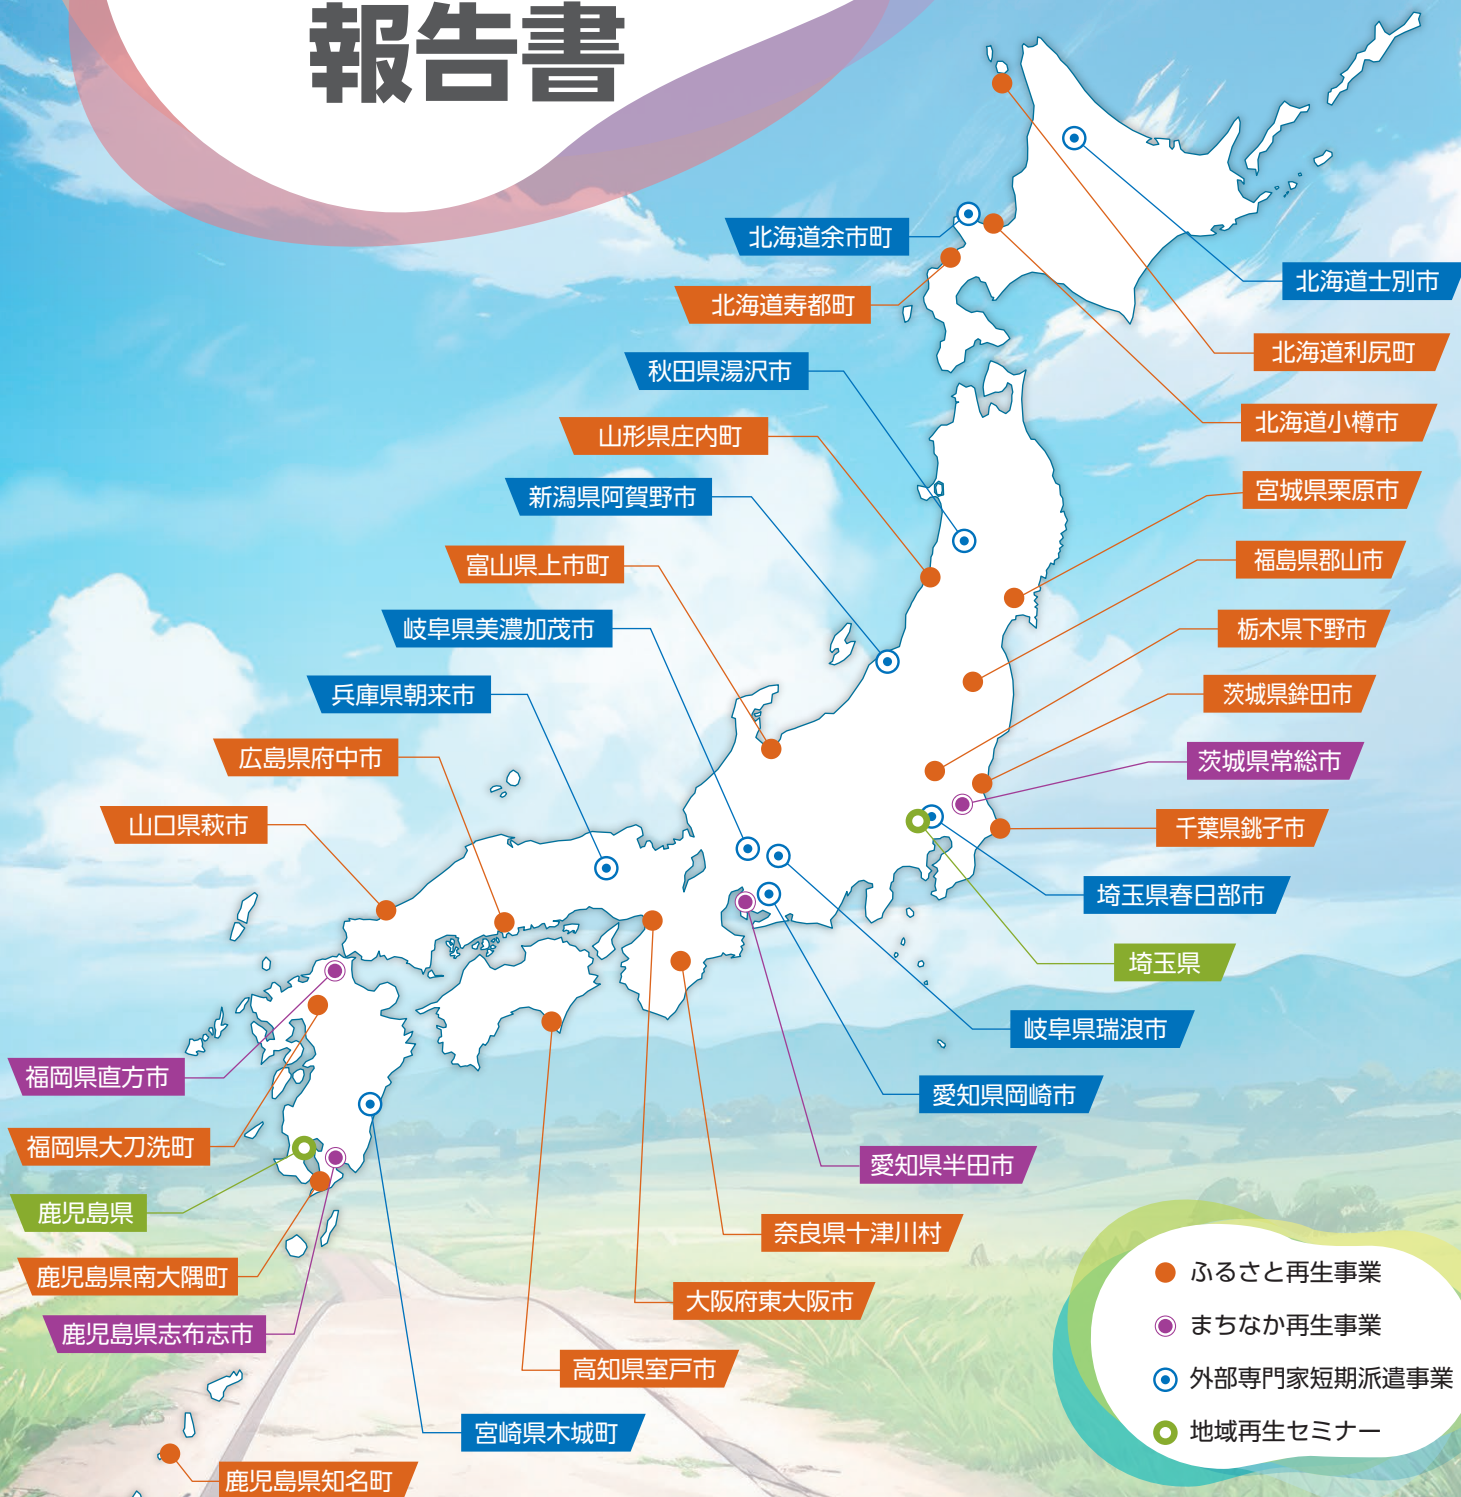 報告書
北海道余市町
北海道士別市
北海道寿都町
北海道利尻町
秋田県湯沢市
北海道小樽市
山形県庄内町
新潟県阿賀野市
宮城県栗原市
富山県上市町
福島県郡山市
岐阜県美濃加茂市
栃木県下野市
兵庫県朝来市
茨城県鉾田市
広島県府中市
茨城県常総市
山口県萩市
千葉県銚子市
埼玉県春日部市
埼玉県
岐阜県瑞浪市
福岡県直方市
愛知県岡崎市
福岡県大刀洗町
愛知県半田市
鹿児島県
奈良県十津川村
鹿児島県南大隅町
大阪府東大阪市
鹿児島県志布志市
高知県室戸市
宮崎県木城町
鹿児島県知名町
ふるさと再生事業
まちなか再生事業
外部専門家短期派遣事業
地域再生セミナー